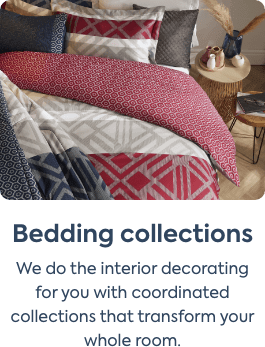 Bedding collections
We do the interior decorating
for you with coordinated
collections that transform your
whole room.